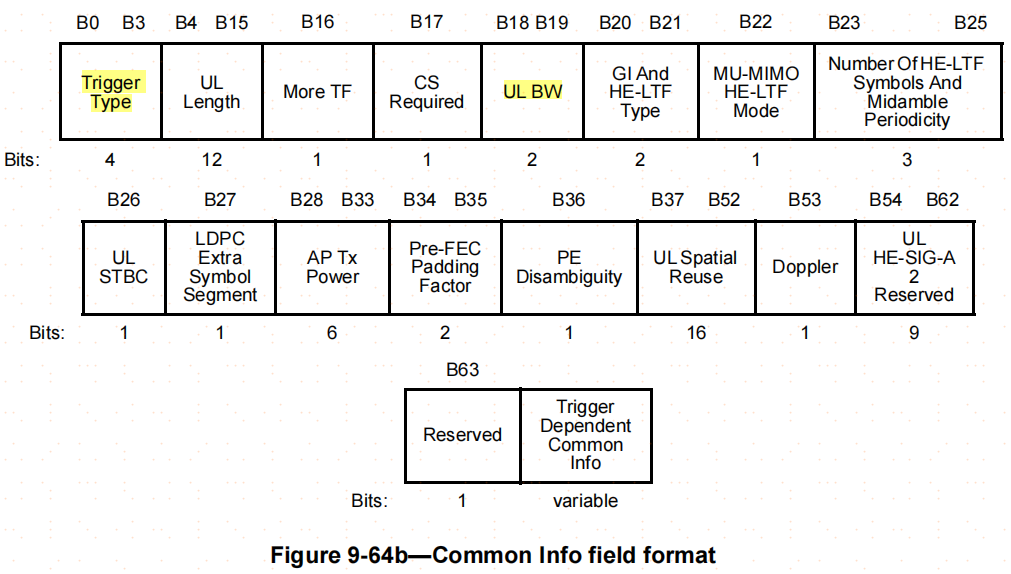 B0 B3 B4 B15 B16 B17 B18 B19 B20 B21 B22 B23 B25
Trigger Type
UL Length
More TF
CS Required
UL BW
GI And HE-LTF Type
MU-MIMO HE-LTF Mode
Number Of HE-LTF Symbols And Midamble Periodicity
Bits: 4 12 1 1 2 2 1 3
B26 B27 B28 B33 B34 B35 B36 B37 B52 B53 B54 B62
UL STBC
LDPC Extra Symbol Segment
AP Tx Power
Pre-FEC Padding Factor
PE Disambiguity
UL Spatial Reuse
Doppler
UL HE-SIG-A 2 Reserved
Bits: 1 1 6 2 1 16 1 9
B63
Reserved
Trigger Dependent Common Info
Bits: 1 variable
Figure 9-64b—Common Info field format